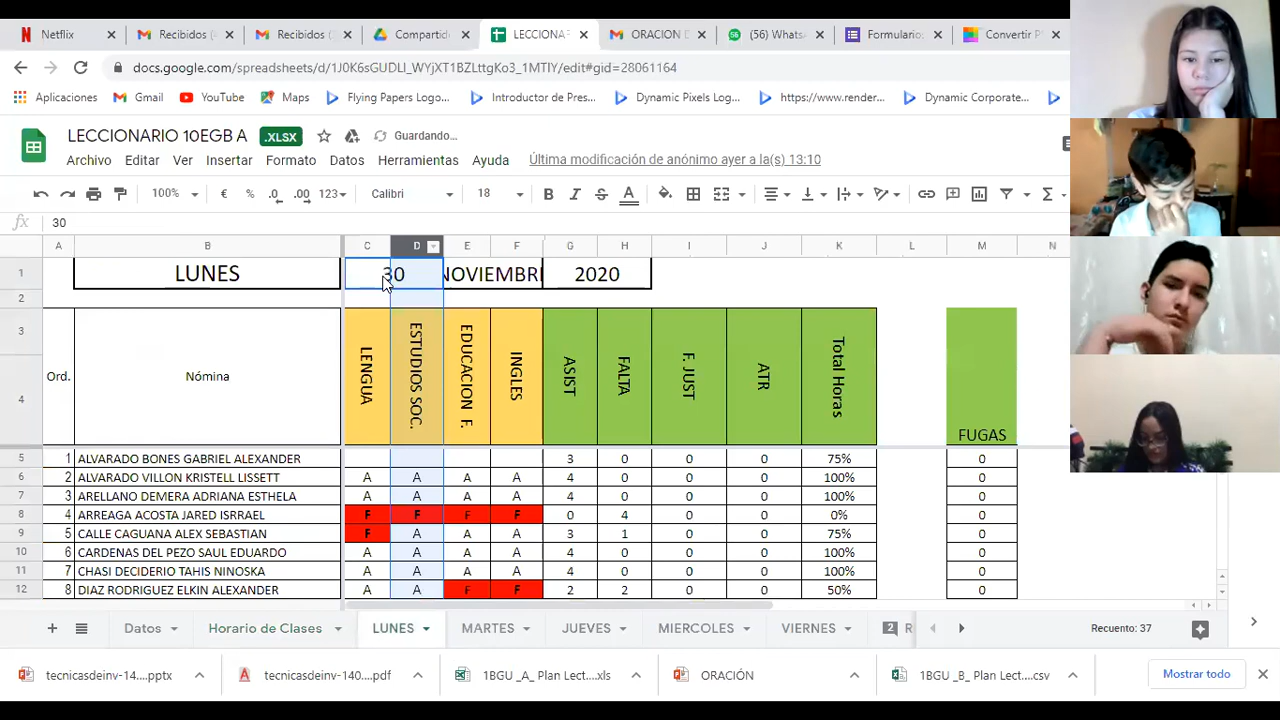 Netflix
Recibidos (
Recibidos (
Compartid
LECCIONAR
ORACION E
(56) Whats
Formulario
Convertir P
docs.google.com/spreadsheets/d/1J0K6sGUDLI_WYjXT1BZLttgKo3_1MTIY/edit#gid=28061164
Aplicaciones Gmail YouTube Maps Flying Papers Logo... Introductor de Pres... Dynamic Pixels Log... https://www.render... Dynamic Corporate...
LECCIONARIO 10EGB A .XLSX Guardando...
Archivo Editar Ver Insertar Formato Datos Herramientas Ayuda Última modificación de anónimo ayer a la(s) 13:10
100% € % .0 .00 123 Calibri 18 B I S A
fx 30
A B C D E F G H I J K L M N
1 LUNES 30 NOVIEMBRI 2020
2
3
4
Ord. Nómina LENGUA ESTUDIOS SOC. EDUCACION F. INGLES ASIST FALTA F. JUST ATR Total Horas FUGAS
5 1 ALVARADO BONES GABRIEL ALEXANDER 3 0 0 0 75% 0
6 2 ALVARADO VILLON KRISTELL LISSETT A A A A 4 0 0 0 100% 0
7 3 ARELLANO DEMERA ADRIANA ESTHELA A A A A 4 0 0 0 100% 0
8 4 ARREAGA ACOSTA JARED ISRRAEL F F F F 0 4 0 0 0% 0
9 5 CALLE CAGUANA ALEX SEBASTIAN F A A A 3 1 0 0 75% 0
10 6 CARDENAS DEL PEZO SAUL EDUARDO A A A A 4 0 0 0 100% 0
11 7 CHASI DECIDERIO TAHIS NINOSKA A A A A 4 0 0 0 100% 0
12 8 DIAZ RODRIGUEZ ELKIN ALEXANDER A A F F 2 2 0 0 50% 0
Datos Horario de Clases LUNES MARTES JUEVES MIERCOLES VIERNES 2 R Recuento: 37
tecnicasdeinv-14....pptx tecnicasdeinv-140....pdf 1BGU _A_ Plan Lect....xls ORACIÓN 1BGU _B_ Plan Lect....csv Mostrar todo